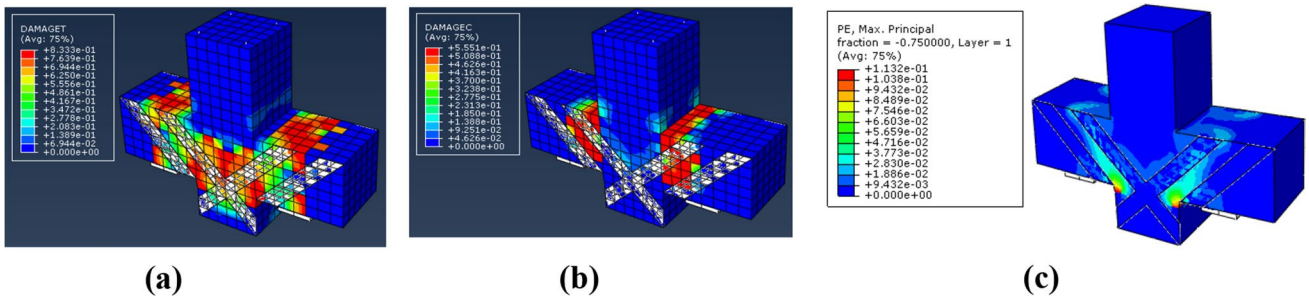 DAMAGET
(Avg: 75%)
+8.333e-01
+7.639e-01
+6.944e-01
+6.250e-01
+5.556e-01
+4.861e-01
+4.167e-01
+3.472e-01
+2.778e-01
+2.083e-01
+1.389e-01
+6.944e-02
+0.000e+00
(a)
DAMAGEC
(Avg: 75%)
+5.551e-01
+5.088e-01
+4.626e-01
+4.163e-01
+3.700e-01
+3.238e-01
+2.775e-01
+2.313e-01
+1.850e-01
+1.388e-01
+9.251e-02
+4.626e-02
+0.000e+00
(b)
PE, Max. Principal
fraction = -0.750000, Layer = 1
(Avg: 75%)
+1.132e-01
+1.038e-01
+9.432e-02
+8.489e-02
+7.546e-02
+6.603e-02
+5.659e-02
+4.716e-02
+3.773e-02
+2.830e-02
+1.886e-02
+9.432e-03
+0.000e+00
(c)